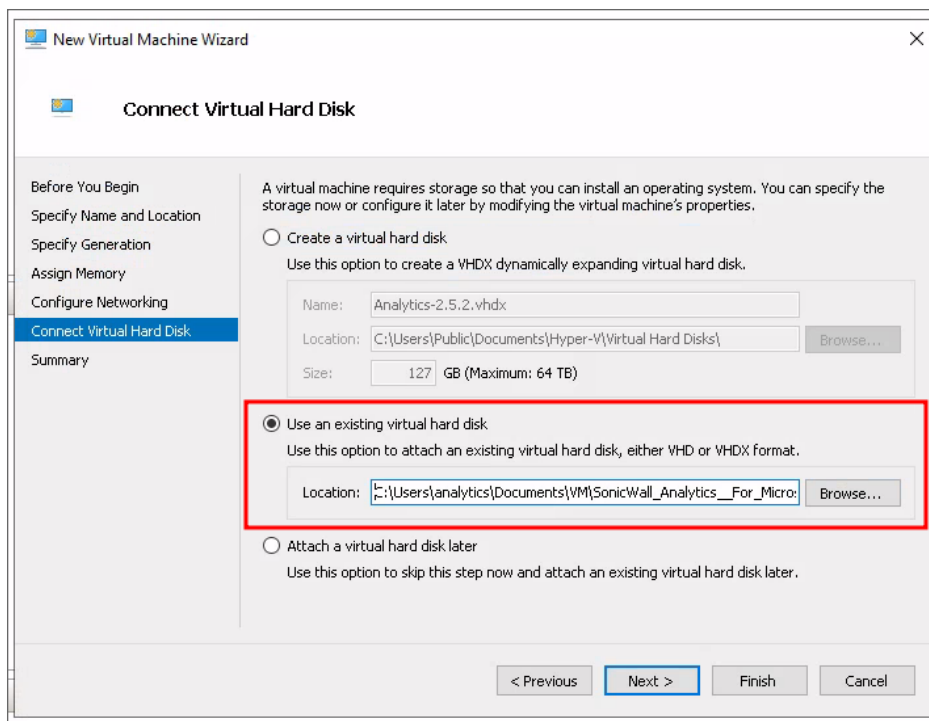 New Virtual Machine Wizard
Connect Virtual Hard Disk
Before You Begin
Specify Name and Location
Specify Generation
Assign Memory
Configure Networking
Connect Virtual Hard Disk
Summary
A virtual machine requires storage so that you can install an operating system. You can specify the
storage now or configure it later by modifying the virtual machine's properties.
Create a virtual hard disk
Use this option to create a VHDX dynamically expanding virtual hard disk.
Name: Analytics-2.5.2.vhdx
Location: C:\Users\Public\Documents\Hyper-V\Virtual Hard Disks\ Browse...
Size: 127 GB (Maximum: 64 TB)
Use an existing virtual hard disk
Use this option to attach an existing virtual hard disk, either VHD or VHDX format.
Location: C:\Users\analytics\Documents\VM\SonicWall_Analytics__For_Micro Browse...
Attach a virtual hard disk later
Use this option to skip this step now and attach an existing virtual hard disk later.
< Previous Next > Finish Cancel